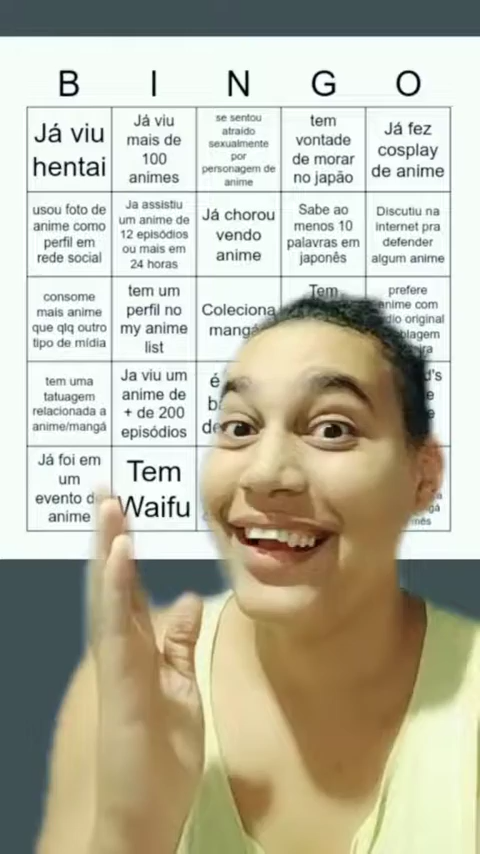 B I N G O
Já viu
hentai
Já viu
mais de
100
animes
se sentou
atraído
sexualmente
por
personagem de
anime
tem
vontade
de morar
no japão
Já fez
cosplay
de anime
usou foto de
anime como
perfil em
rede social
Ja assistiu
um anime de
12 episódios
ou mais em
24 horas
Já chorou
vendo
anime
Sabe ao
menos 10
palavras em
japonês
Discutiu na
internet pra
defender
algum anime
consome
mais anime
que qlq outro
tipo de mídia
tem um
perfil no
my anime
list
Coleciona
mangá
Tem
prefere
anime com
original
tem uma
tatuagem
relacionada a
anime/mangá
Ja viu um
anime de
+ de 200
episódios
é
Já foi em
um
evento de
anime
Tem
Waifu